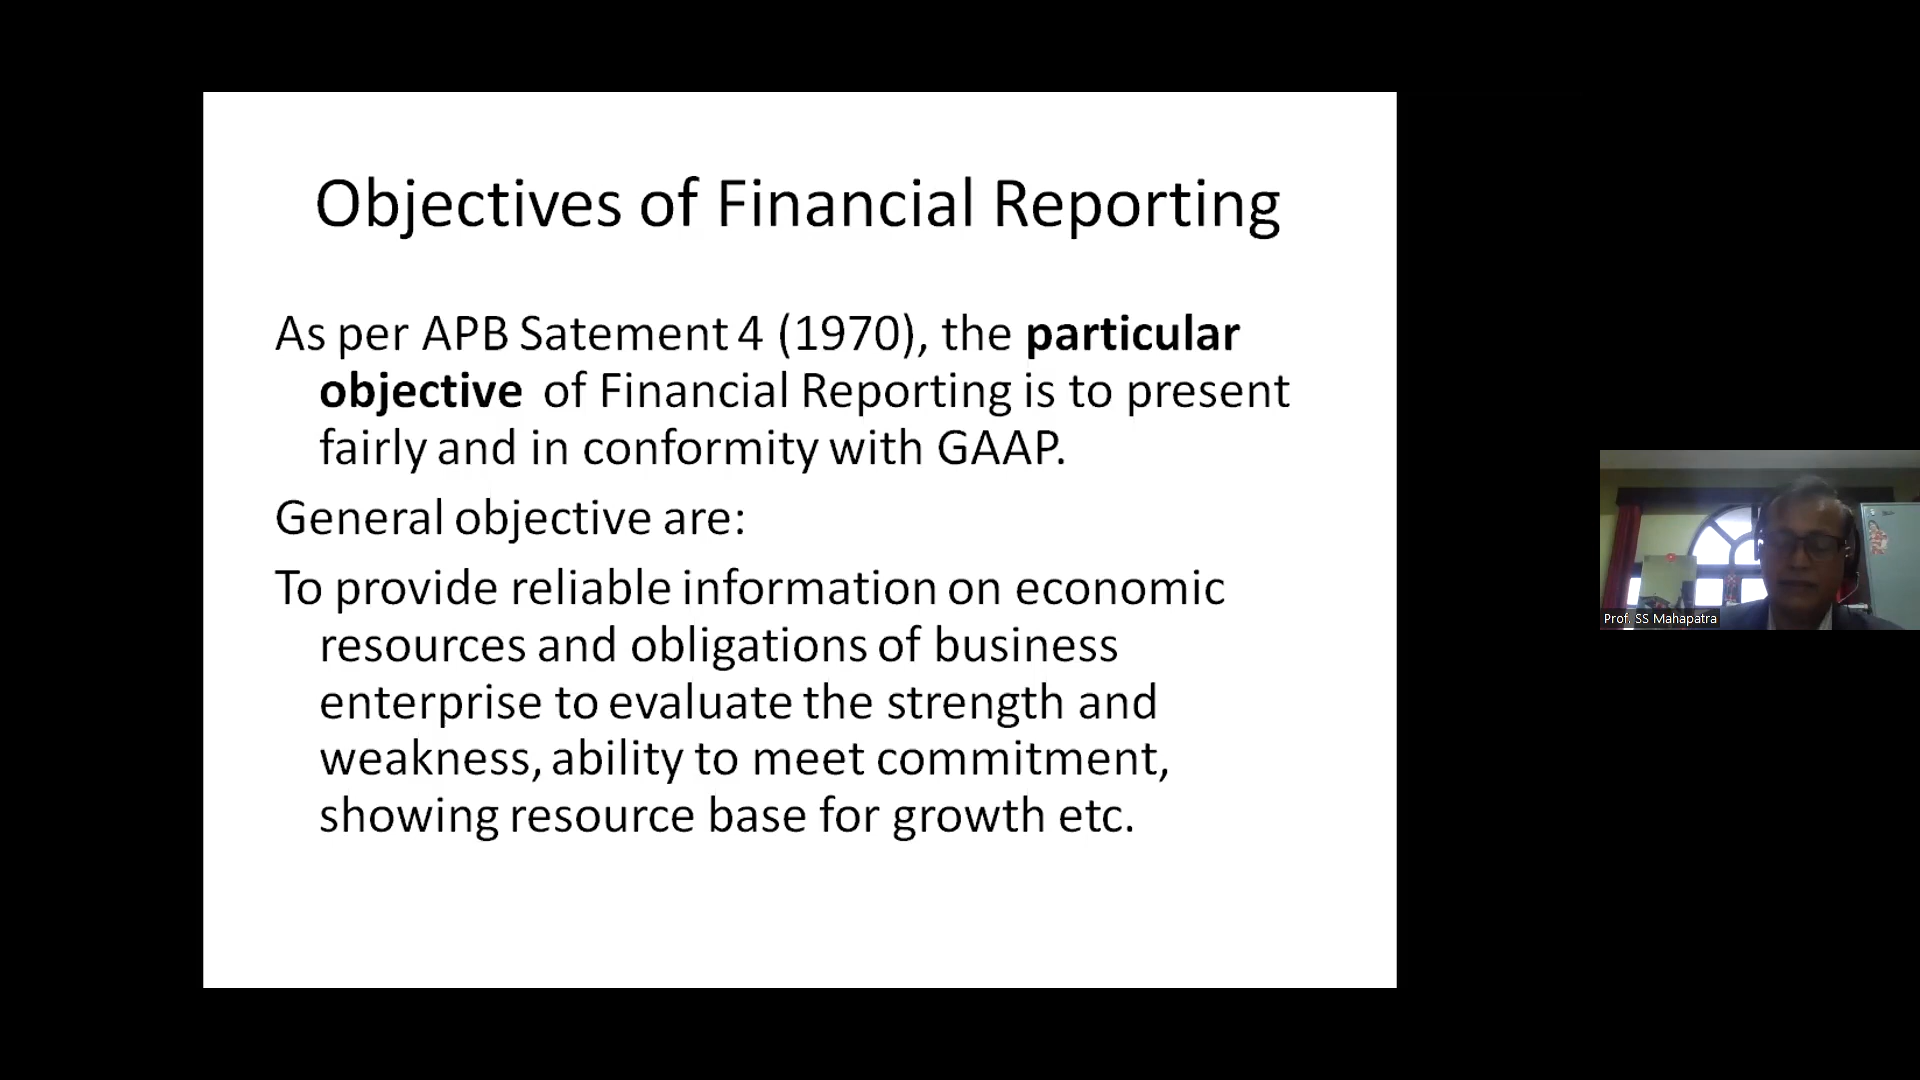 Objectives of Financial Reporting
As per APB Satement 4 (1970), the particular
objective of Financial Reporting is to present
fairly and in conformity with GAAP.
General objective are:
To provide reliable information on economic
resources and obligations of business
enterprise to evaluate the strength and
weakness, ability to meet commitment,
showing resource base for growth etc.
Prof. SS Mahapatra